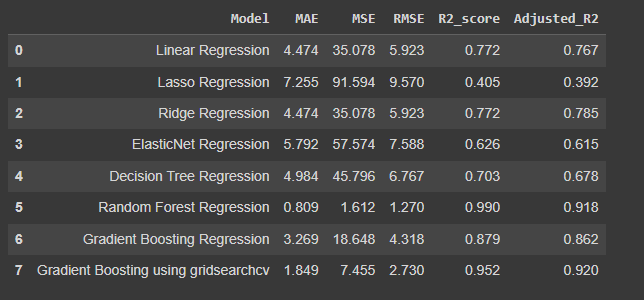 Model MAE MSE RMSE R2_score Adjusted_R2
0 Linear Regression 4.474 35.078 5.923 0.772 0.767
1 Lasso Regression 7.255 91.594 9.570 0.405 0.392
2 Ridge Regression 4.474 35.078 5.923 0.772 0.785
3 ElasticNet Regression 5.792 57.574 7.588 0.626 0.615
4 Decision Tree Regression 4.984 45.796 6.767 0.703 0.678
5 Random Forest Regression 0.809 1.612 1.270 0.990 0.918
6 Gradient Boosting Regression 3.269 18.648 4.318 0.879 0.862
7 Gradient Boosting using gridsearchcv 1.849 7.455 2.730 0.952 0.920